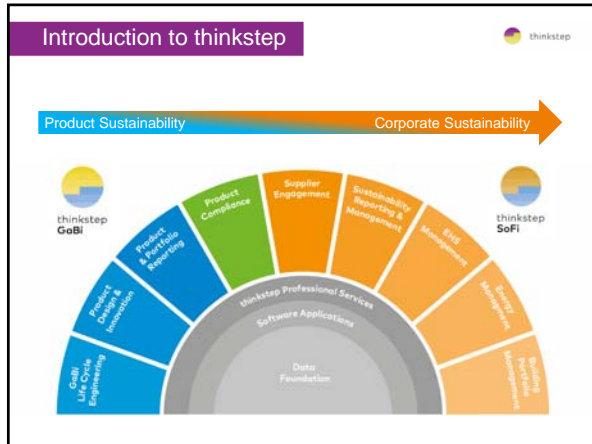 Introduction to thinkstep
thinkstep
Product Sustainability
Corporate Sustainability
thinkstep
GaBi
thinkstep
SoFi
GaBi
Life Cycle
Engineering
Product
Design &
Innovation
Product
& Portfolio
Reporting
Product
Compliance
Supplier
Engagement
Sustainability
Reporting &
Management
EHS
Management
Energy
Managment
Building
Portfolio
Management
thinkstep Professional Services
Software Applications
Data
Foundation